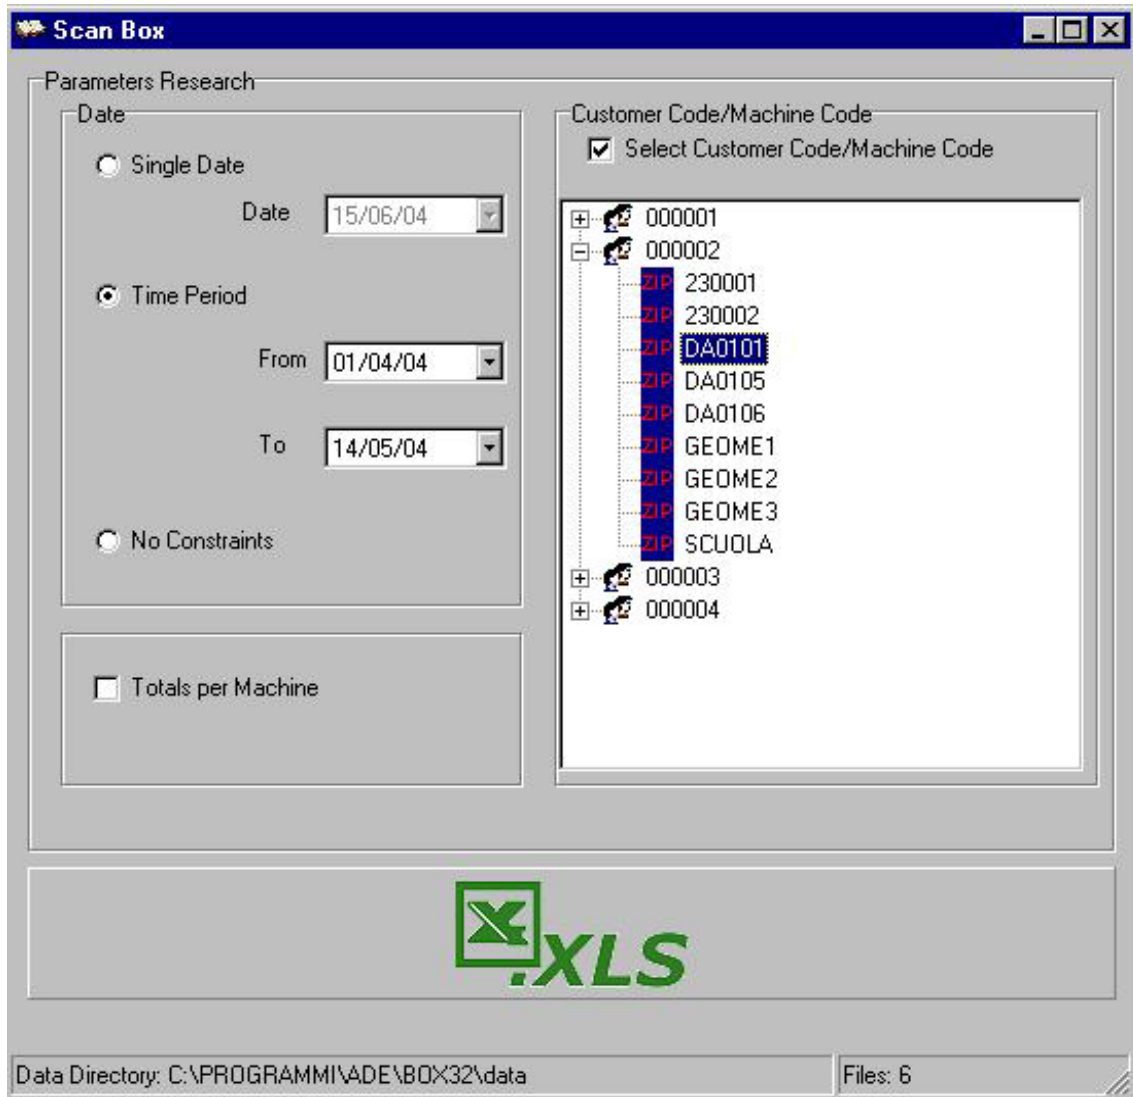 Scan Box
Parameters Research
Date
Single Date
Date 15/06/04
Time Period
From 01/04/04
To 14/05/04
No Constraints
Totals per Machine
Customer Code/Machine Code
Select Customer Code/Machine Code
000001
000002
ZIP 230001
ZIP 230002
ZIP DA0101
ZIP DA0105
ZIP DA0106
ZIP GEOME1
ZIP GEOME2
ZIP GEOME3
ZIP SCUOLA
000003
000004
.XLS
Data Directory: C:\PROGRAMMI\ADE\BOX32\data
Files: 6